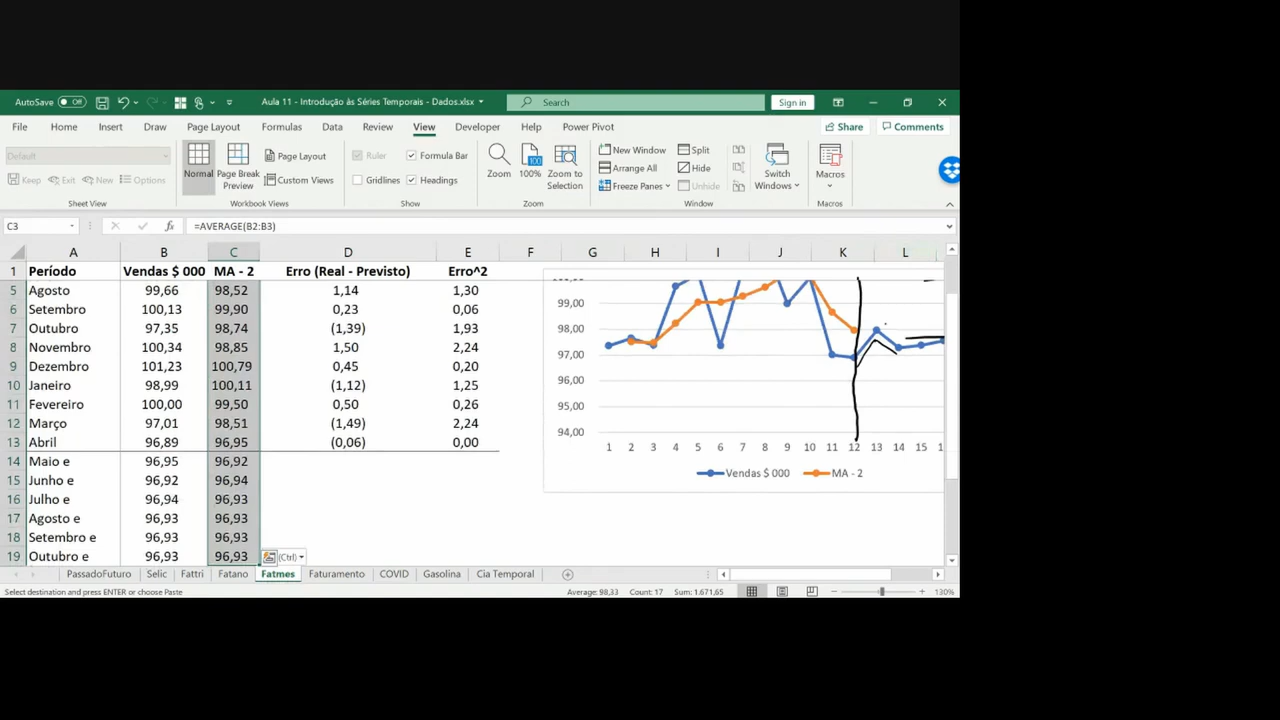 AutoSave Off Aula 11 - Introdução às Séries Temporais - Dados.xlsx Search Sign in
File Home Insert Draw Page Layout Formulas Data Review View Developer Help Power Pivot Share Comments
Default
Keep Exit New Options
Sheet View
Normal Page Break Preview Page Layout Custom Views
Workbook Views
Ruler Formula Bar
Gridlines Headings
Show
Zoom 100% Zoom to Selection
Zoom
New Window Split
Arrange All Hide
Freeze Panes Unhide
Switch Windows
Window
Macros
Macros
C3 fx =AVERAGE(B2:B3)
A B C D E F G H I J K L
1 Período Vendas $ 000 MA - 2 Erro (Real - Previsto) Erro^2
5 Agosto 99,66 98,52 1,14 1,30
6 Setembro 100,13 99,90 0,23 0,06
7 Outubro 97,35 98,74 (1,39) 1,93
8 Novembro 100,34 98,85 1,50 2,24
9 Dezembro 101,23 100,79 0,45 0,20
10 Janeiro 98,99 100,11 (1,12) 1,25
11 Fevereiro 100,00 99,50 0,50 0,26
12 Março 97,01 98,51 (1,49) 2,24
13 Abril 96,89 96,95 (0,06) 0,00
14 Maio e 96,95 96,92
15 Junho e 96,92 96,94
16 Julho e 96,94 96,93
17 Agosto e 96,93 96,93
18 Setembro e 96,93 96,93
19 Outubro e 96,93 96,93
(Ctrl)
99,00
98,00
97,00
96,00
95,00
94,00
1 2 3 4 5 6 7 8 9 10 11 12 13 14 15
Vendas $ 000 MA - 2
PassadoFuturo Selic Fattri Fatano Fatmes Faturamento COVID Gasolina Cia Temporal
Select destination and press ENTER or choose Paste Average: 98,33 Count: 17 Sum: 1.671,65 130%